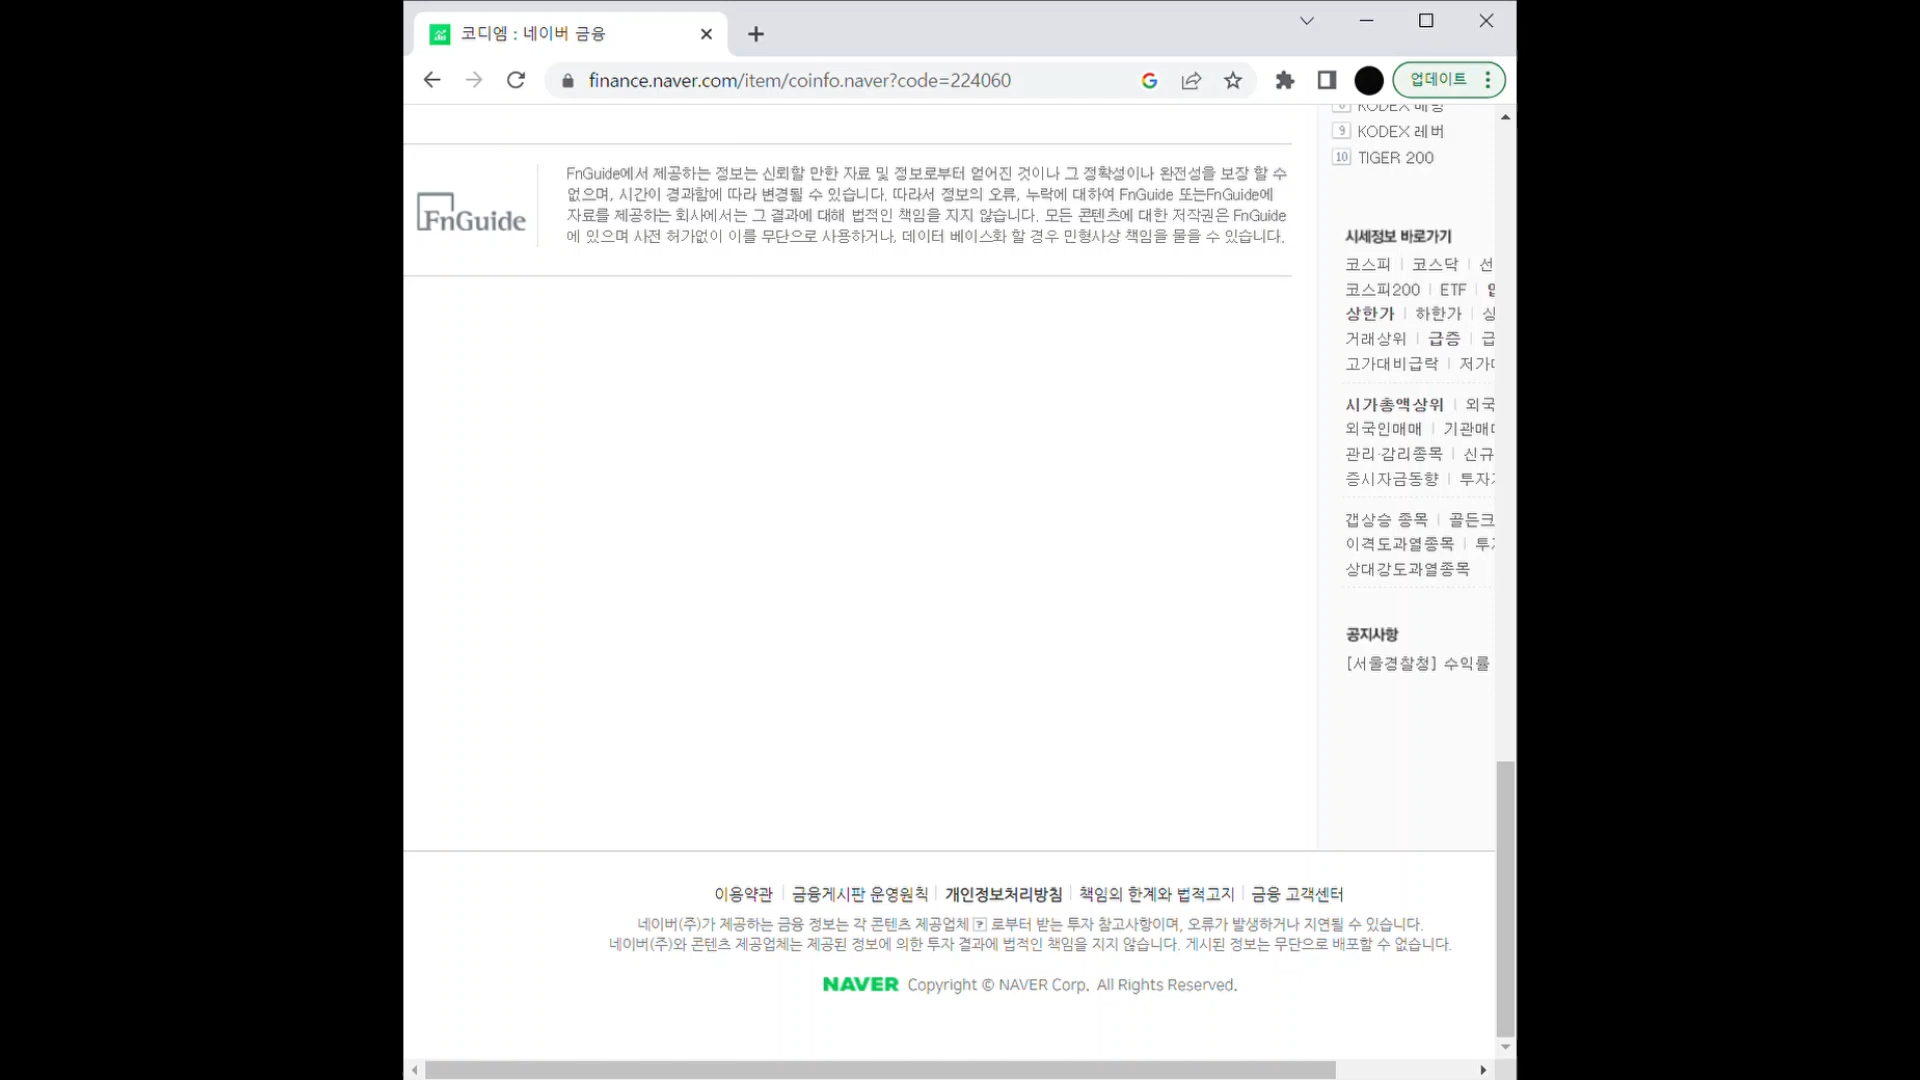 코디엠 : 네이버 금융
finance.naver.com/item/coinfo.naver?code=224060
업데이트
FnGuide
FnGuide에서 제공하는 정보는 신뢰할 만한 자료 및 정보로부터 얻어진 것이나 그 정확성이나 완전성을 보장 할 수
없으며, 시간이 경과함에 따라 변경될 수 있습니다. 따라서 정보의 오류, 누락에 대하여 FnGuide 또는FnGuide에
자료를 제공하는 회사에서는 그 결과에 대해 법적인 책임을 지지 않습니다. 모든 콘텐츠에 대한 저작권은 FnGuide
에 있으며 사전 허가없이 이를 무단으로 사용하거나, 데이터 베이스화 할 경우 민형사상 책임을 물을 수 있습니다.
KODEX
9 KODEX 레버
10 TIGER 200
시세정보 바로가기
코스피 코스닥 선
코스피200 ETF
상한가 하한가
거래상위 급증 급
고가대비급락 저가
시가총액상위 외국
외국인매매 기관매
관리·감리종목 신규
증시자금동향 투자
갭상승 종목 골든크
이격도과열종목 투
상대강도과열종목
공지사항
[서울경찰청] 수익률
이용약관 금융게시판 운영원칙 개인정보처리방침 책임의 한계와 법적고지 금융 고객센터
네이버(주)가 제공하는 금융 정보는 각 콘텐츠 제공업체 ? 로부터 받는 투자 참고사항이며, 오류가 발생하거나 지연될 수 있습니다.
네이버(주)와 콘텐츠 제공업체는 제공된 정보에 의한 투자 결과에 법적인 책임을 지지 않습니다. 게시된 정보는 무단으로 배포할 수 없습니다.
NAVER Copyright © NAVER Corp. All Rights Reserved.